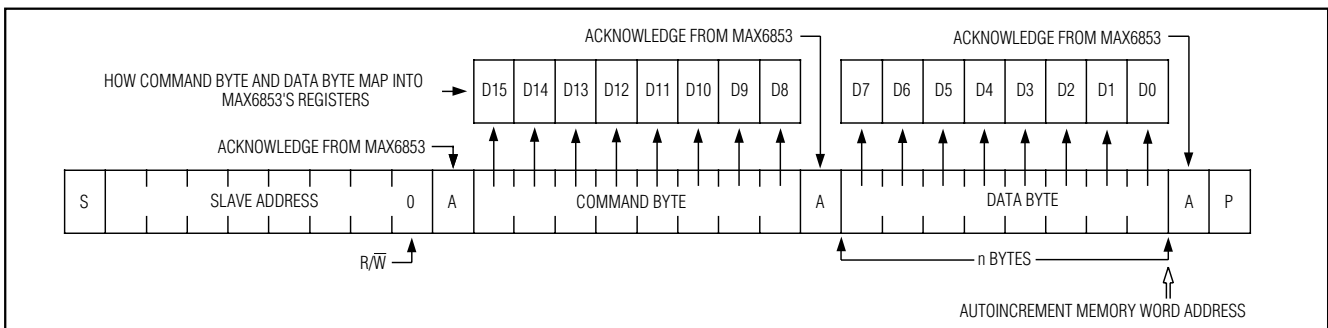 ACKNOWLEDGE FROM MAX6853
ACKNOWLEDGE FROM MAX6853
HOW COMMAND BYTE AND DATA BYTE MAP INTO
MAX6853'S REGISTERS
D15 D14 D13 D12 D11 D10 D9 D8
D7 D6 D5 D4 D3 D2 D1 D0
ACKNOWLEDGE FROM MAX6853
S SLAVE ADDRESS 0 A COMMAND BYTE A DATA BYTE A P
R/W̅
n BYTES
AUTOINCREMENT MEMORY WORD ADDRESS